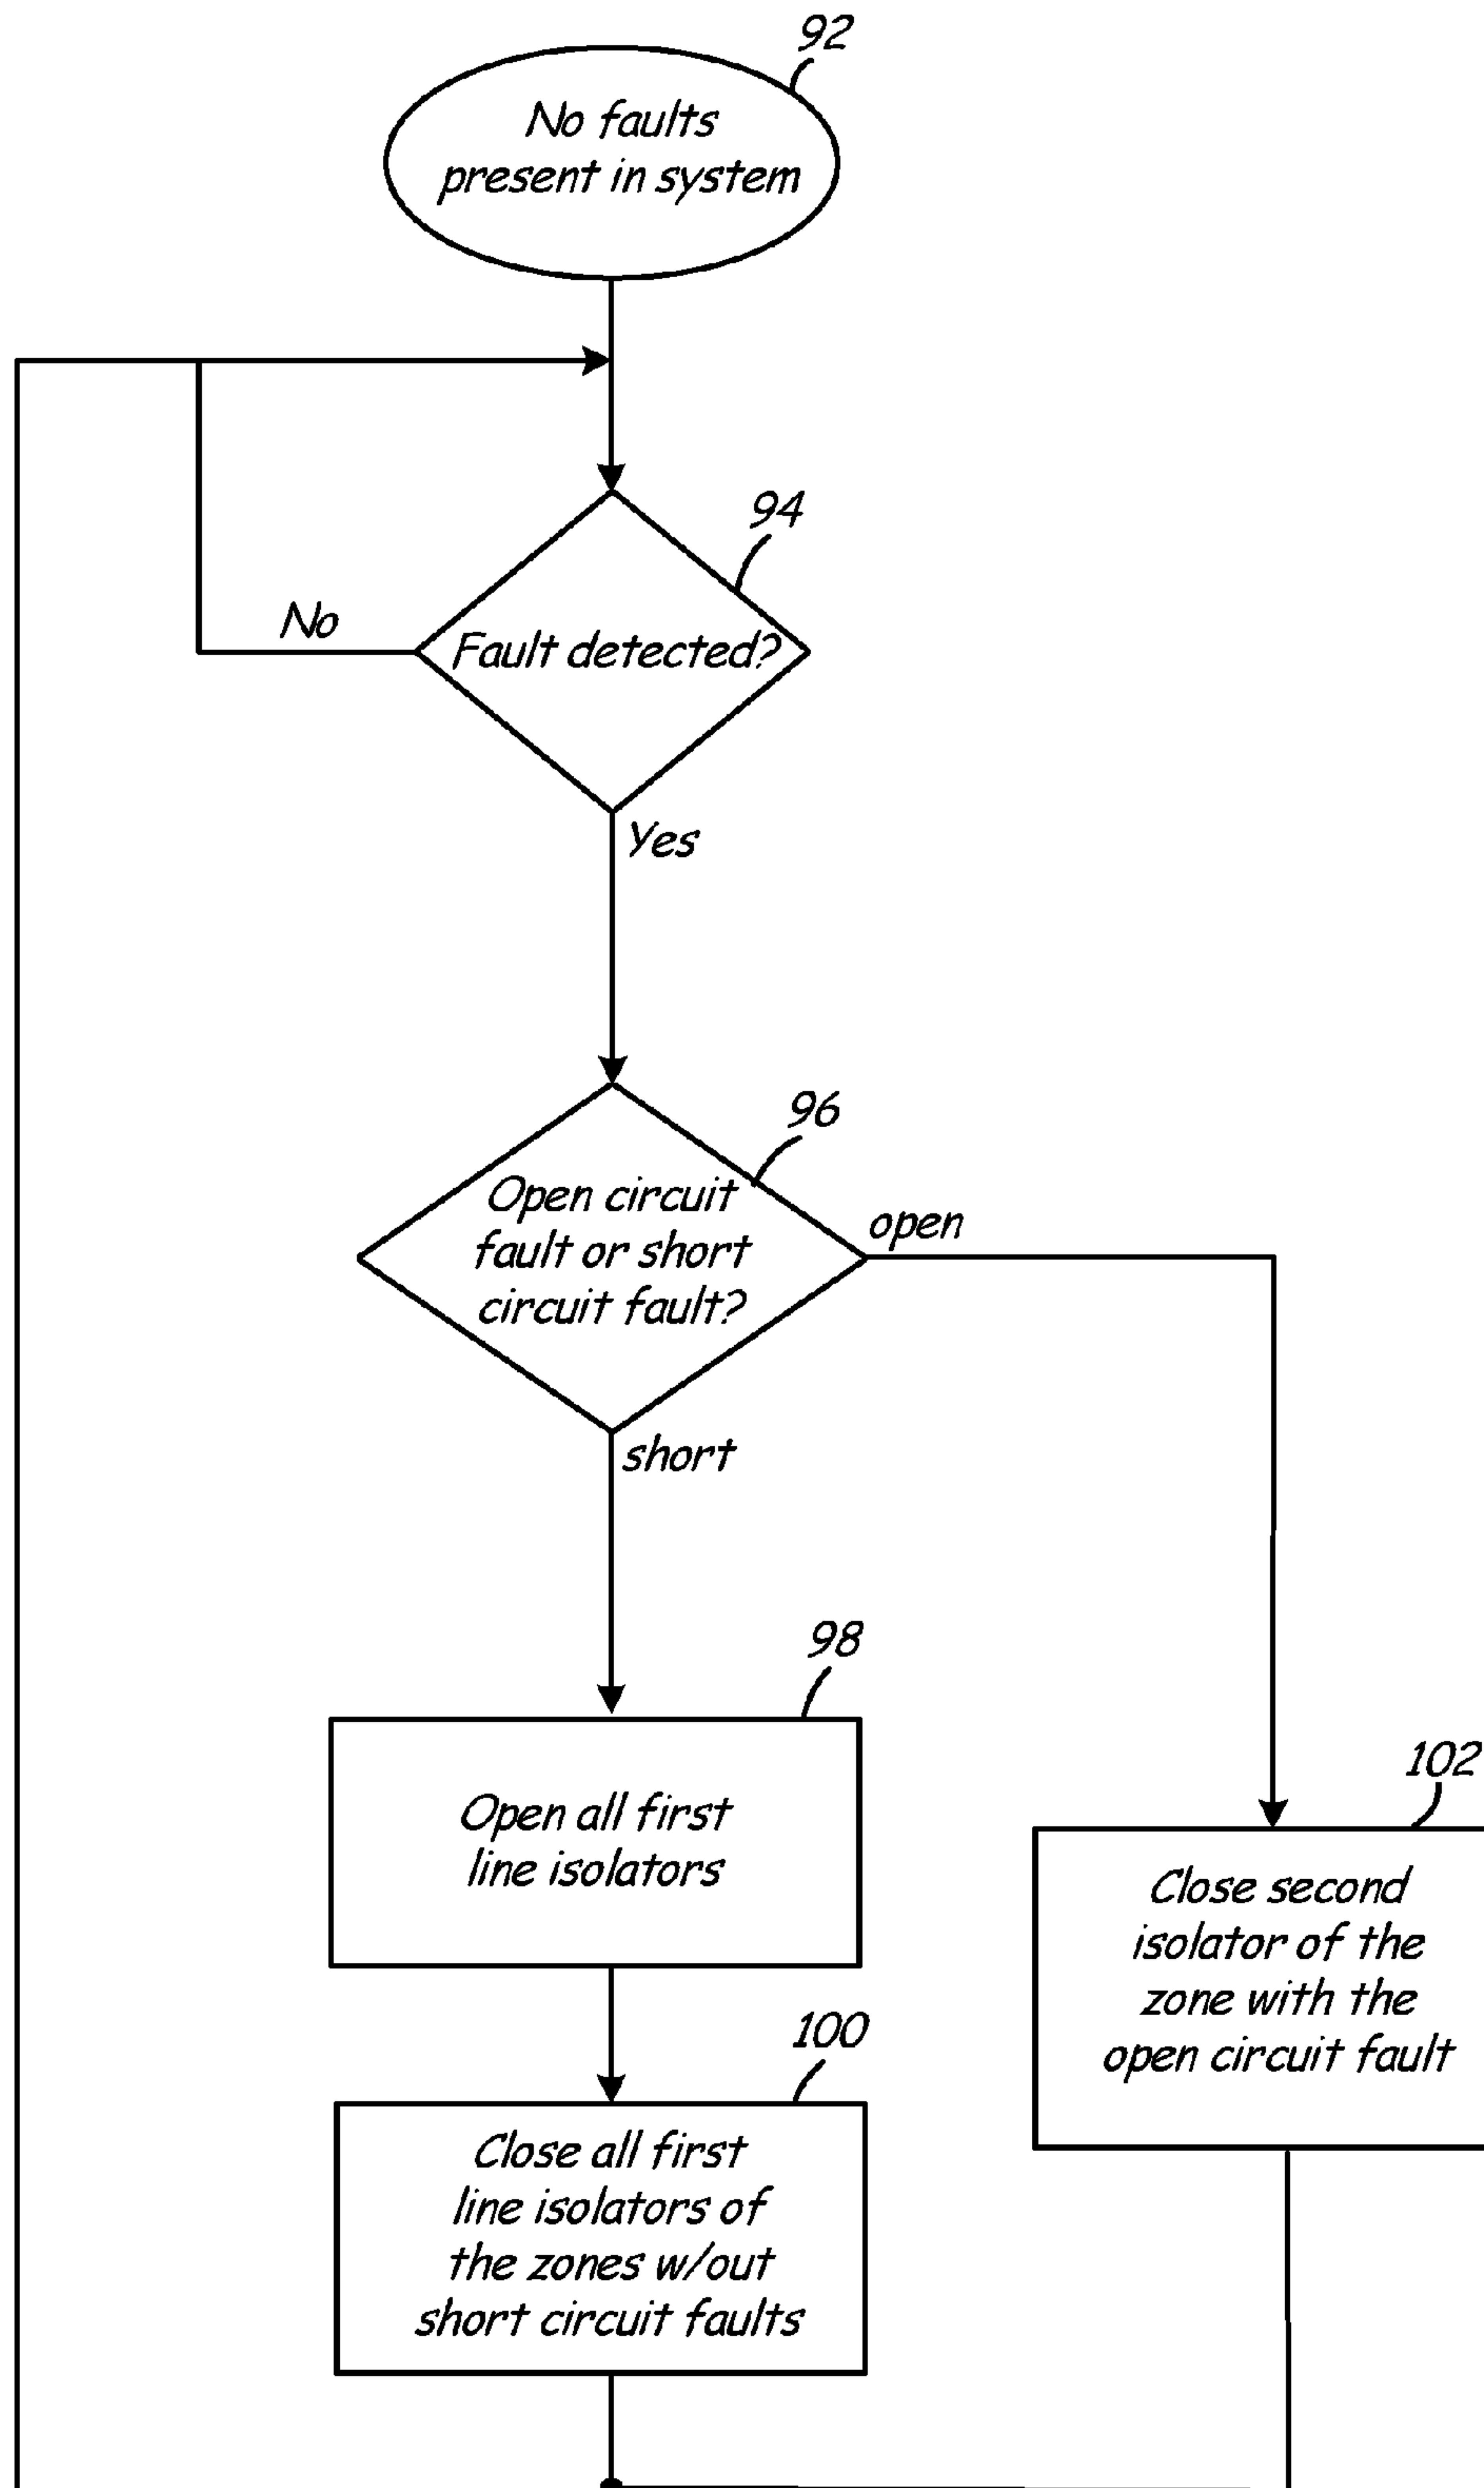 92
No faults
present in system
94
No
Fault detected?
Yes
96
Open circuit
fault or short
circuit fault?
open
short
98
Open all first
line isolators
102
Close second
isolator of the
zone with the
open circuit fault
100
Close all first
line isolators of
the zones w/out
short circuit faults